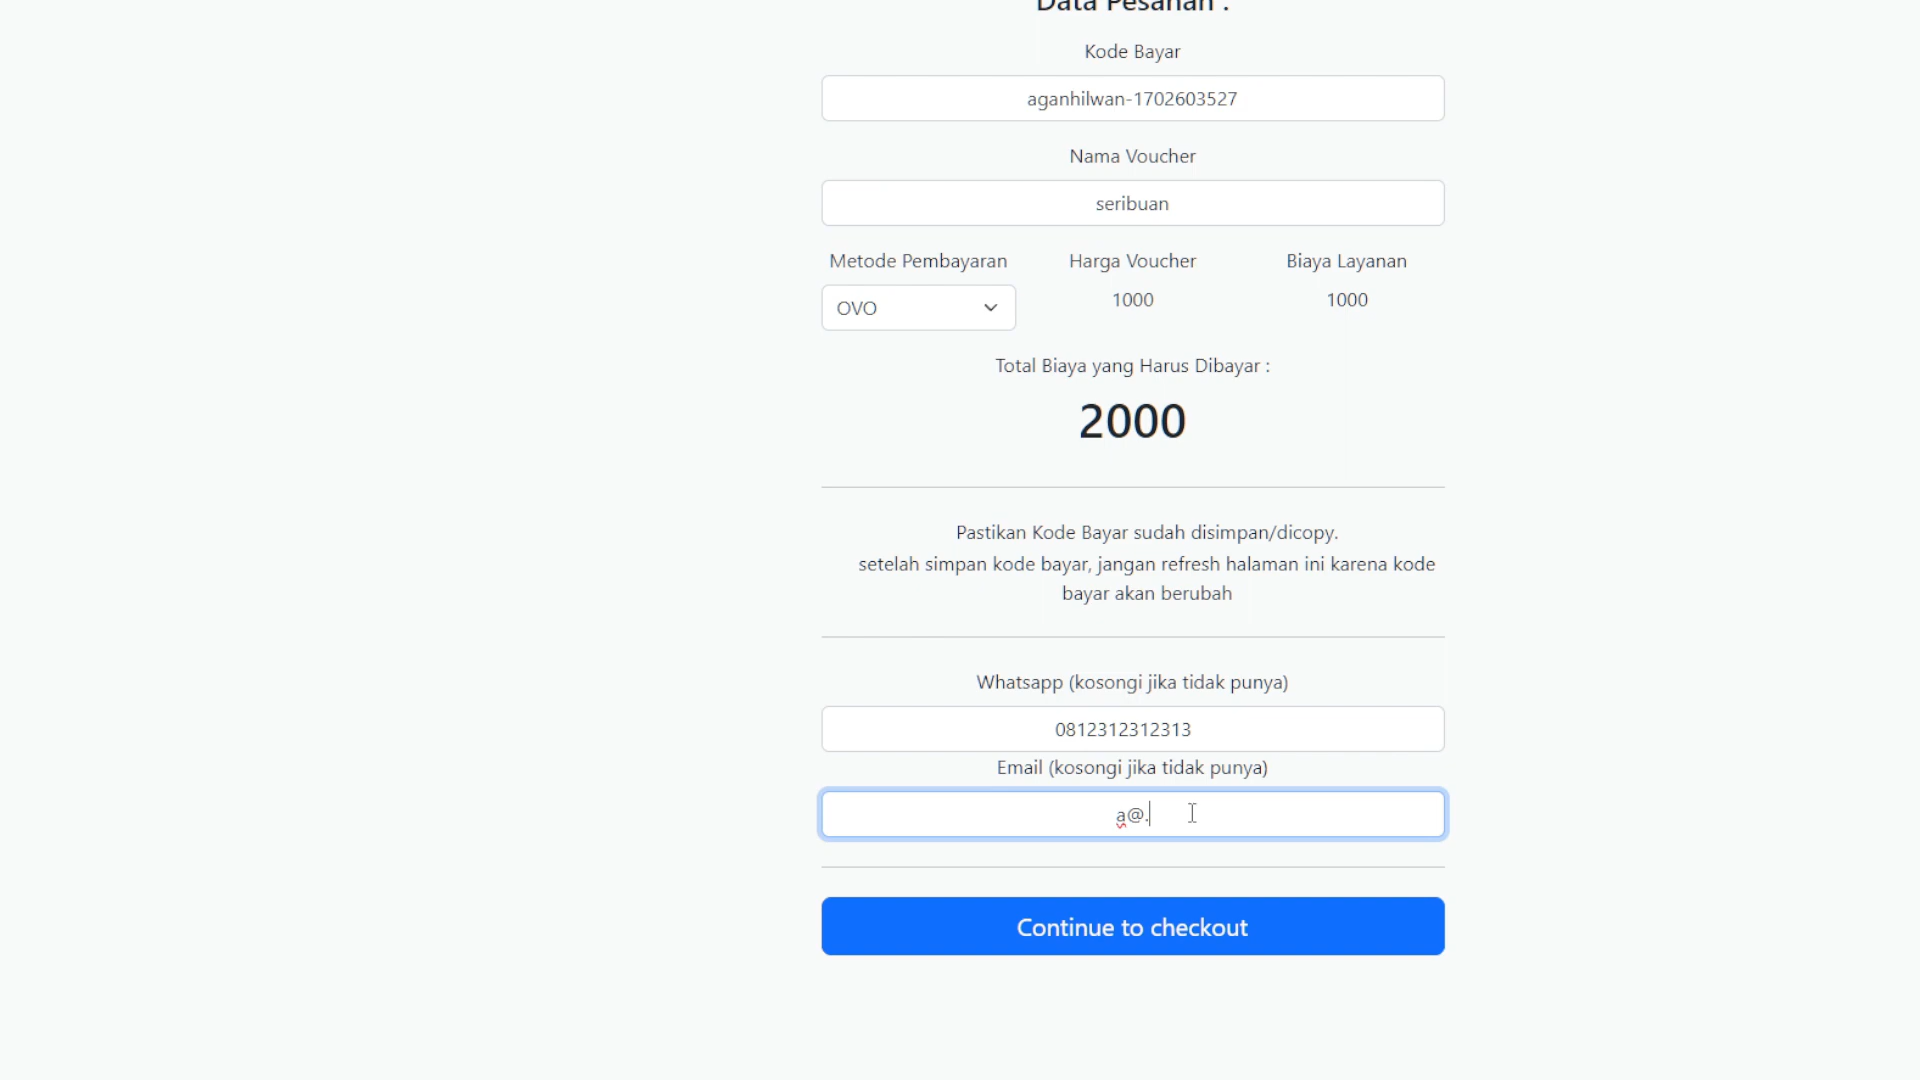 Data Pesanan :
Kode Bayar
aganhilwan-1702603527
Nama Voucher
seribuan
Metode Pembayaran
Harga Voucher
Biaya Layanan
OVO
1000
1000
Total Biaya yang Harus Dibayar :
2000
Pastikan Kode Bayar sudah disimpan/dicopy.
setelah simpan kode bayar, jangan refresh halaman ini karena kode
bayar akan berubah
Whatsapp (kosongi jika tidak punya)
0812312312313
Email (kosongi jika tidak punya)
a@.
Continue to checkout